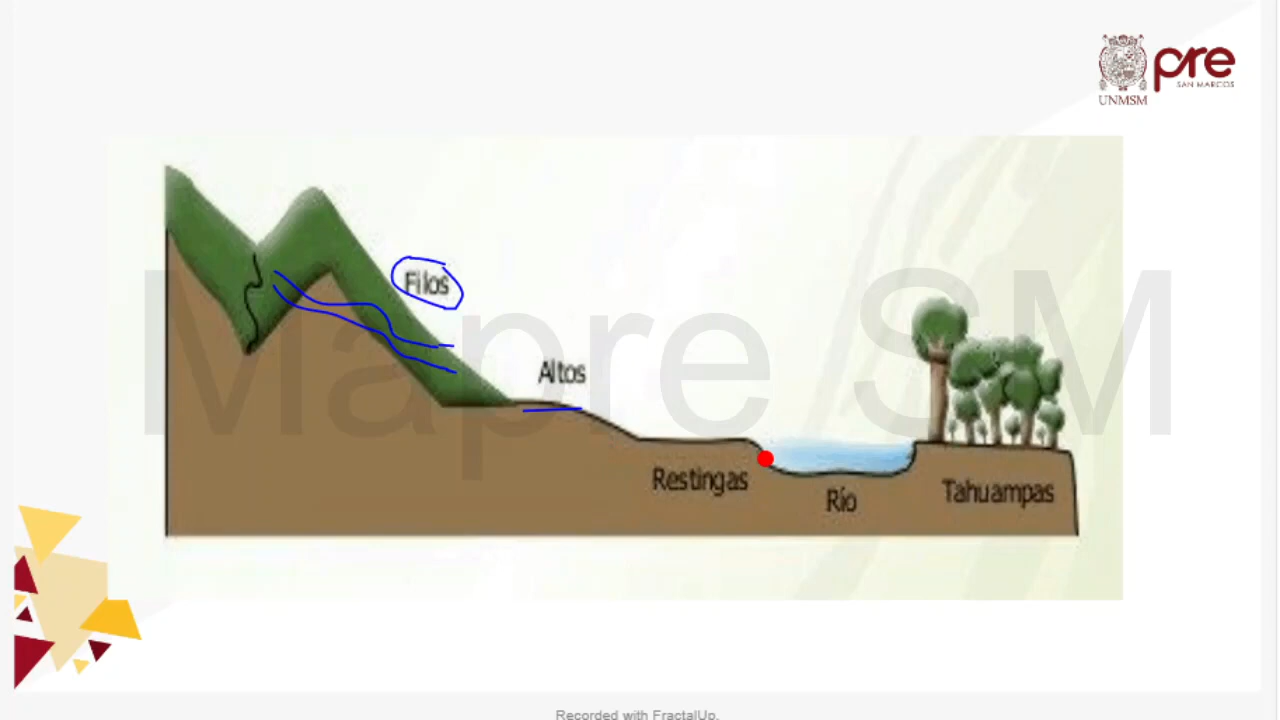 pre
SAN MARCOS
UNMSM
Filos
Altos
Mapre SM
Restingas
Río
Tahuampas
Recorded with FractalUp.